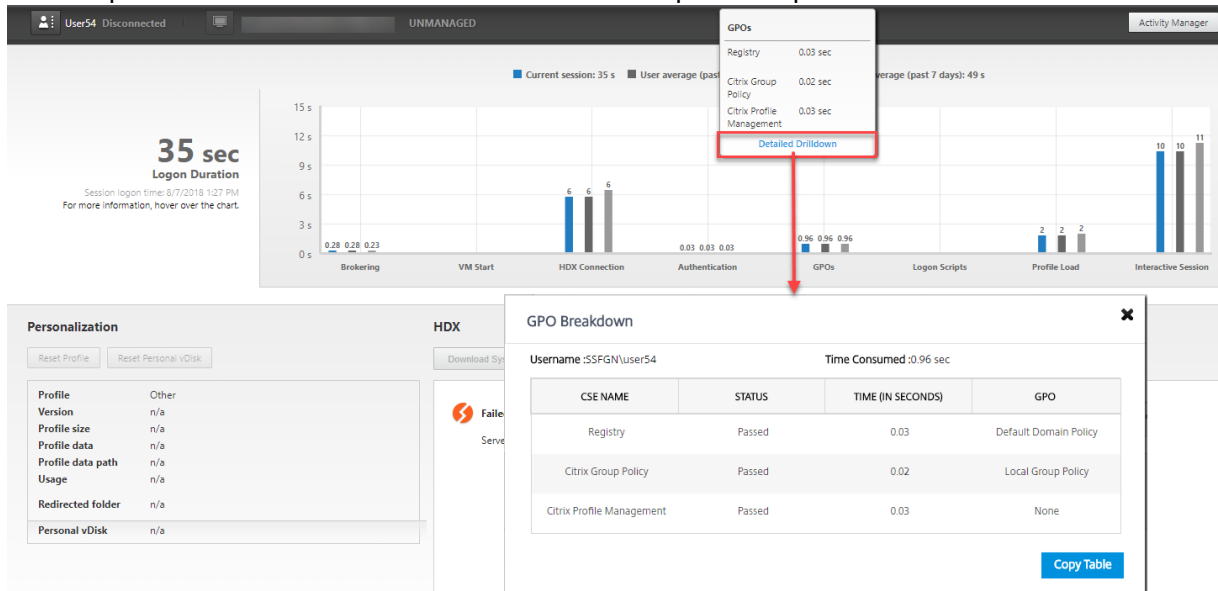 User54 Disconnected
UNMANAGED
Activity Manager
GPOs
Registry 0.03 sec
Citrix Group Policy 0.02 sec
Citrix Profile Management 0.03 sec
Detailed Drilldown
Current session: 35 s User average (past
verage (past 7 days): 49 s
35 sec
Logon Duration
Session logon time: 8/7/2018 1:27 PM
For more information, hover over the chart.
15 s
12 s
9 s
6 s
3 s
0 s
0.28 0.28 0.23
6 6 6
0.03 0.03 0.03
0.96 0.96 0.96
2 2 2
10 10 11
Brokering VM Start HDX Connection Authentication GPOs Logon Scripts Profile Load Interactive Session
Personalization
Reset Profile Reset Personal vDisk
Profile Other
Version n/a
Profile size n/a
Profile data n/a
Profile data path n/a
Usage n/a
Redirected folder n/a
Personal vDisk n/a
HDX
Download Sy
Faile
Serve
GPO Breakdown
Username :SSFGN\user54 Time Consumed :0.96 sec
CSE NAME STATUS TIME (IN SECONDS) GPO
Registry Passed 0.03 Default Domain Policy
Citrix Group Policy Passed 0.02 Local Group Policy
Citrix Profile Management Passed 0.03 None
Copy Table